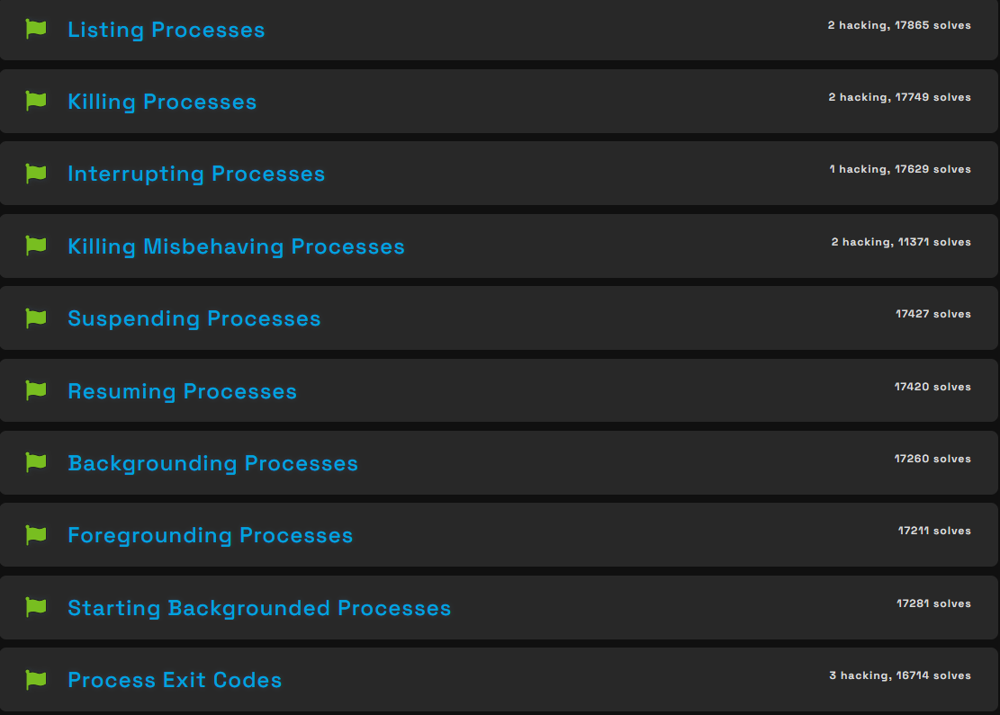 Listing Processes
2 hacking, 17865 solves
Killing Processes
2 hacking, 17749 solves
Interrupting Processes
1 hacking, 17629 solves
Killing Misbehaving Processes
2 hacking, 11371 solves
Suspending Processes
17427 solves
Resuming Processes
17420 solves
Backgrounding Processes
17260 solves
Foregrounding Processes
17211 solves
Starting Backgrounded Processes
17281 solves
Process Exit Codes
3 hacking, 16714 solves